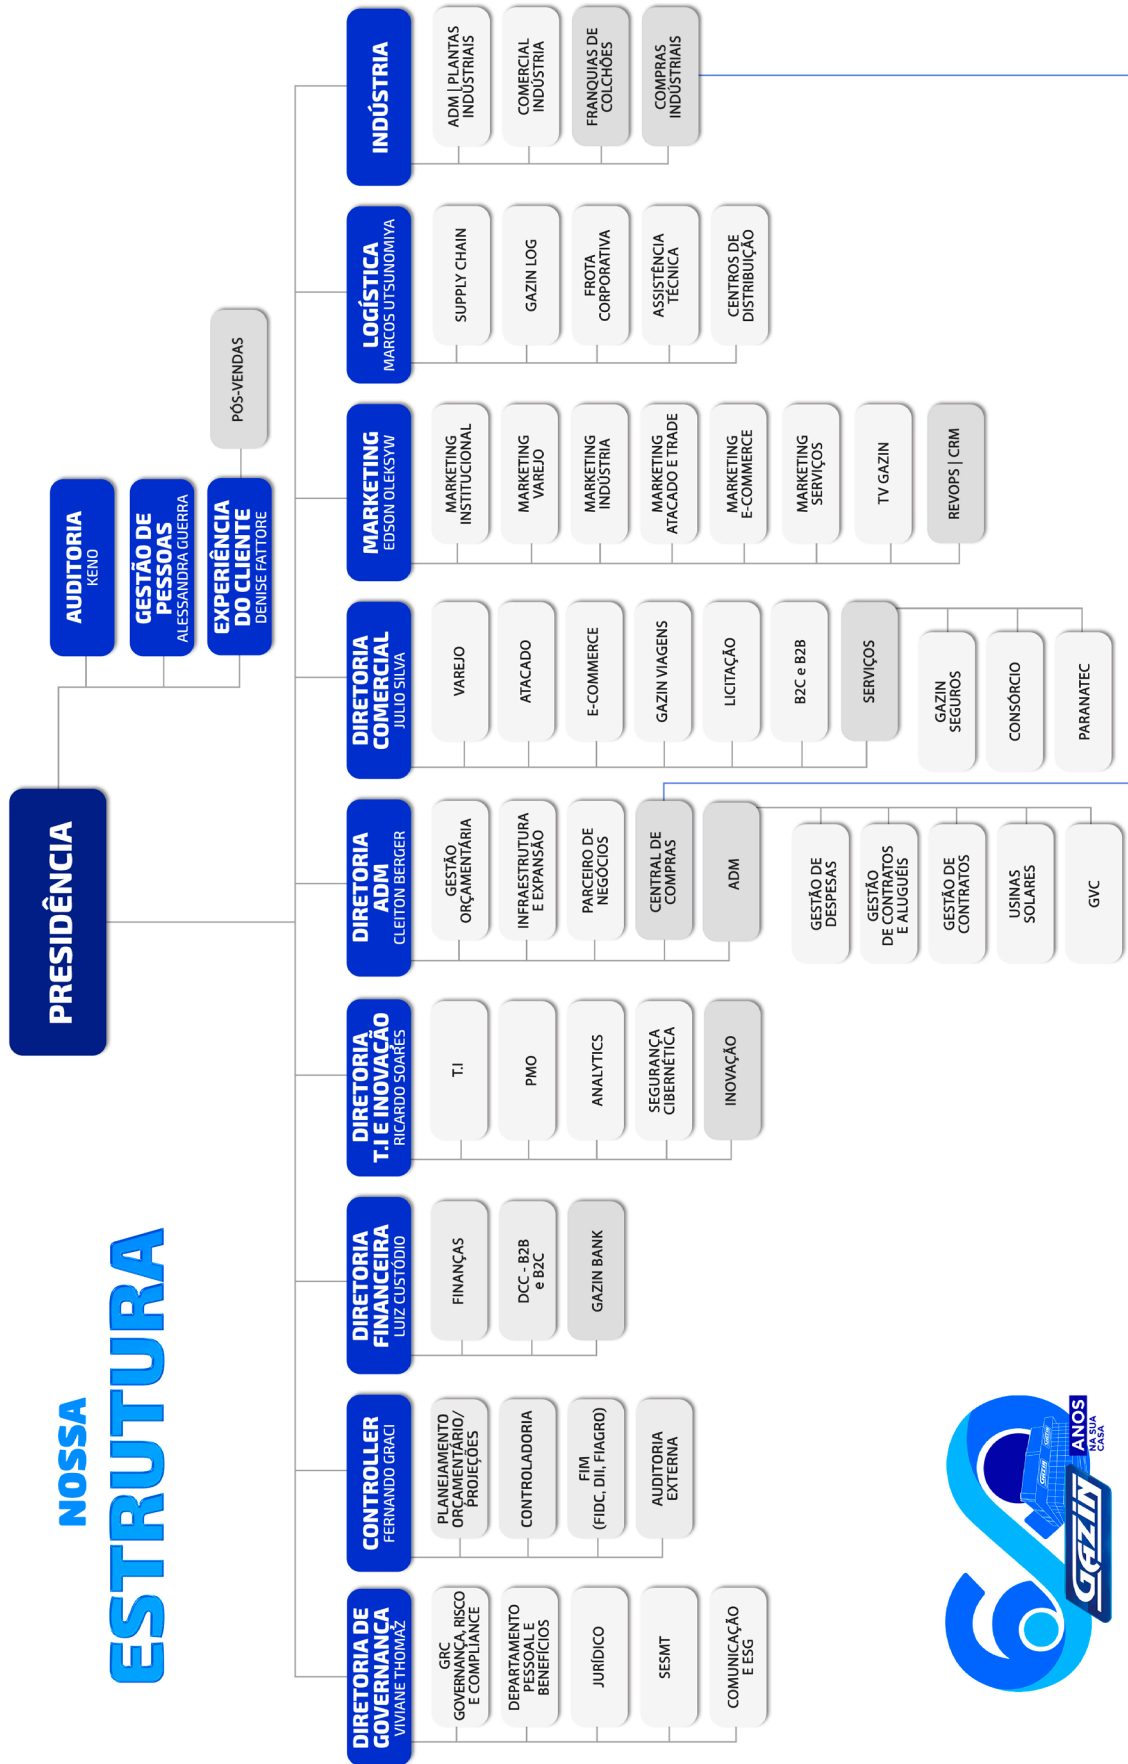 NOSSA
ESTRUTURA
PRESIDÊNCIA
AUDITORIA
KENO
GESTÃO DE
PESSOAS
ALESSANDRA GUERRA
EXPERIÊNCIA
DO CLIENTE
DENISE FATTORE
PÓS-VENDAS
DIRETORIA DE
GOVERNANÇA
VIVIANE THOMAZ
GRC
GOVERNANÇA, RISCO
E COMPLIANCE
DEPARTAMENTO
PESSOAL E
BENEFÍCIOS
JURÍDICO
SESMT
COMUNICAÇÃO
E ESG
CONTROLLER
FERNANDO GRACI
PLANEJAMENTO
ORÇAMENTÁRIO/
PROJEÇÕES
CONTROLADORIA
FIM
(FIDC, DII, FIAGRO)
AUDITORIA
EXTERNA
DIRETORIA
FINANCEIRA
LUIZ CUSTÓDIO
FINANÇAS
DCC - B2B
e B2C
GAZIN BANK
DIRETORIA
T.I E INOVAÇÃO
RICARDO SOARES
T.I
PMO
ANALYTICS
SEGURANÇA
CIBERNÉTICA
INOVAÇÃO
DIRETORIA
ADM
CLEITON BERGER
GESTÃO
ORÇAMENTÁRIA
INFRAESTRUTURA
E EXPANSÃO
PARCEIRO DE
NEGÓCIOS
CENTRAL DE
COMPRAS
ADM
GESTÃO DE
DESPESAS
GESTÃO
DE CONTRATOS
E ALUGUÉIS
GESTÃO DE
CONTRATOS
USINAS
SOLARES
GVC
DIRETORIA
COMERCIAL
JULIO SILVA
VAREJO
ATACADO
E-COMMERCE
GAZIN VIAGENS
LICITAÇÃO
B2C e B2B
SERVIÇOS
GAZIN
SEGUROS
CONSÓRCIO
PARANATEC
MARKETING
EDSON OLEKSYW
MARKETING
INSTITUCIONAL
MARKETING
VAREJO
MARKETING
INDÚSTRIA
MARKETING
ATACADO E TRADE
MARKETING
E-COMMERCE
MARKETING
SERVIÇOS
TV GAZIN
REVOPS | CRM
LOGÍSTICA
MARCOS UTSUNOMIYA
SUPPLY CHAIN
GAZIN LOG
FROTA
CORPORATIVA
ASSISTÊNCIA
TÉCNICA
CENTROS DE
DISTRIBUIÇÃO
INDÚSTRIA
ADM | PLANTAS
INDÚSTRIAIS
COMERCIAL
INDÚSTRIA
FRANQUIAS DE
COLCHÕES
COMPRAS
INDÚSTRIAIS
60
GAZIN
GAZIN
GAZIN
ANOS
NA SUA
CASA